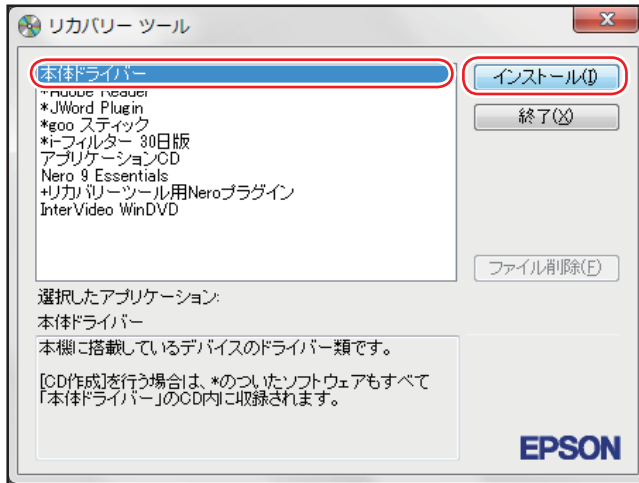 リカバリー ツール
本体ドライバー
*Adobe Reader
*JWord Plugin
*goo スティック
*i-フィルター 30日版
アプリケーションCD
Nero 9 Essentials
+リカバリーツール用Neroプラグイン
InterVideo WinDVD
インストール(I)
終了(X)
ファイル削除(F)
選択したアプリケーション:
本体ドライバー
本機に搭載しているデバイスのドライバー類です。
[CD作成]を行う場合は、*のついたソフトウェアもすべて
「本体ドライバー」のCD内に収録されます。
EPSON